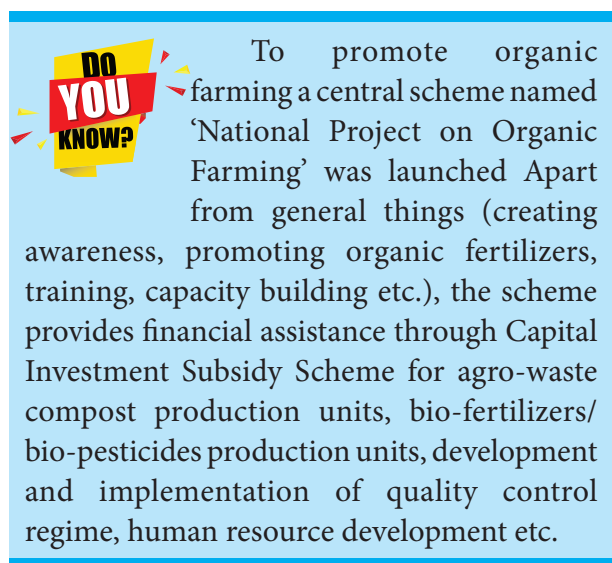 DO
YOU
KNOW?
To promote organic
farming a central scheme named
‘National Project on Organic
Farming’ was launched Apart
from general things (creating
awareness, promoting organic fertilizers,
training, capacity building etc.), the scheme
provides financial assistance through Capital
Investment Subsidy Scheme for agro-waste
compost production units, bio-fertilizers/
bio-pesticides production units, development
and implementation of quality control
regime, human resource development etc.